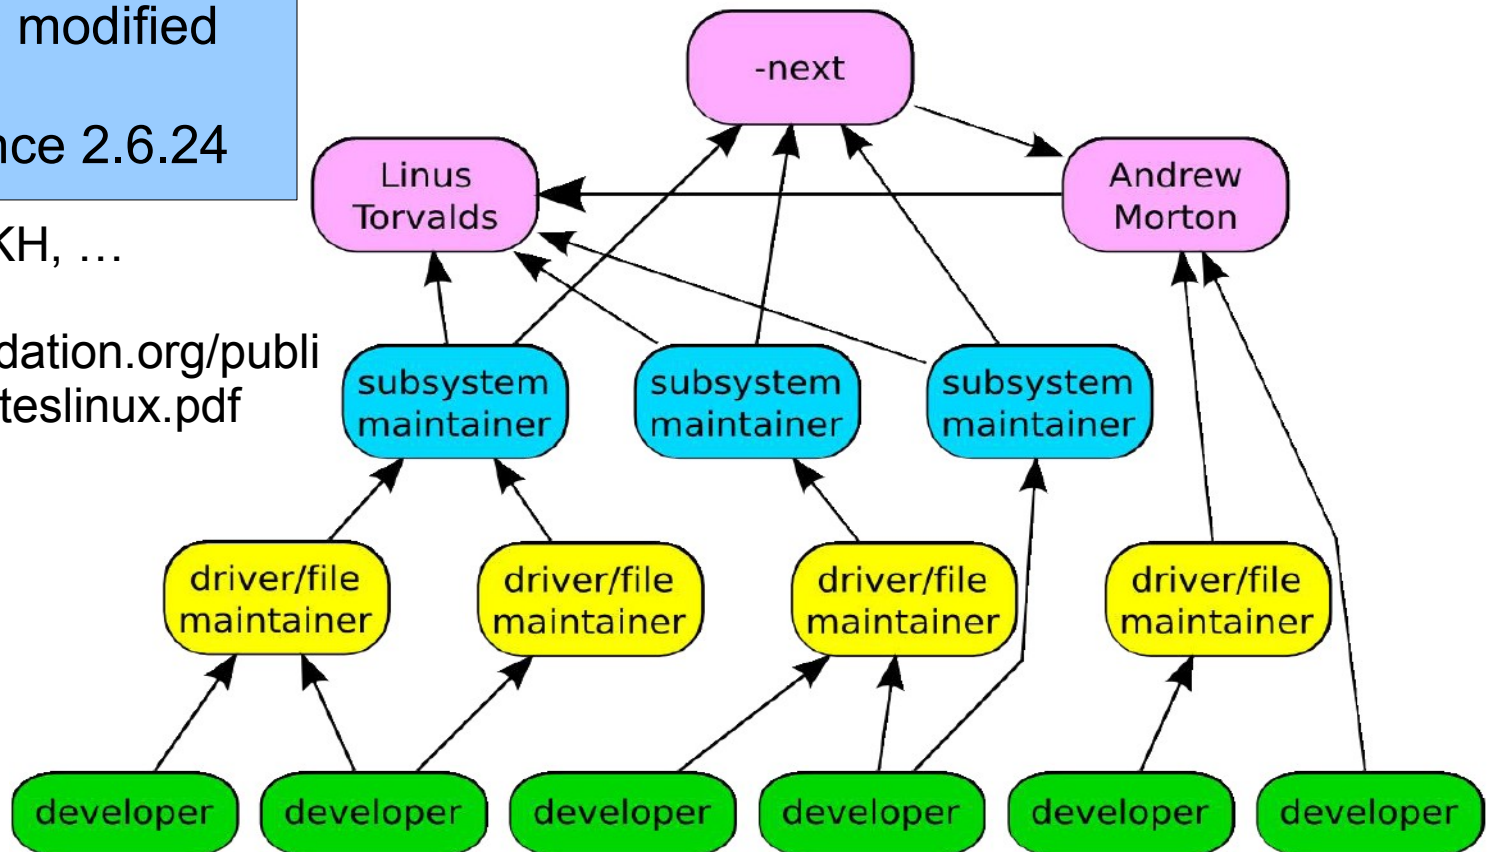 modified
nce 2.6.24
KH, …
dation.org/publi
teslinux.pdf
-next
Linus
Torvalds
Andrew
Morton
subsystem
maintainer
subsystem
maintainer
subsystem
maintainer
driver/file
maintainer
driver/file
maintainer
driver/file
maintainer
driver/file
maintainer
developer
developer
developer
developer
developer
developer